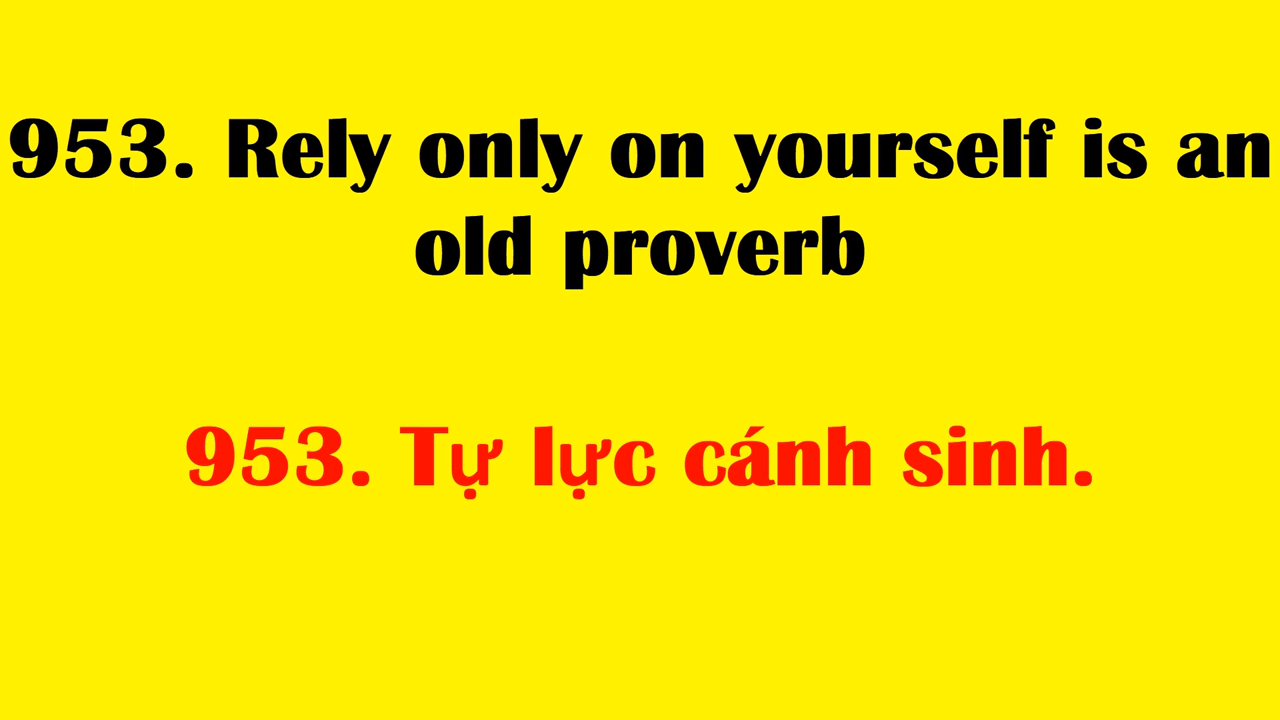 953. Rely only on yourself is an
old proverb
953. Tự lực cánh sinh.